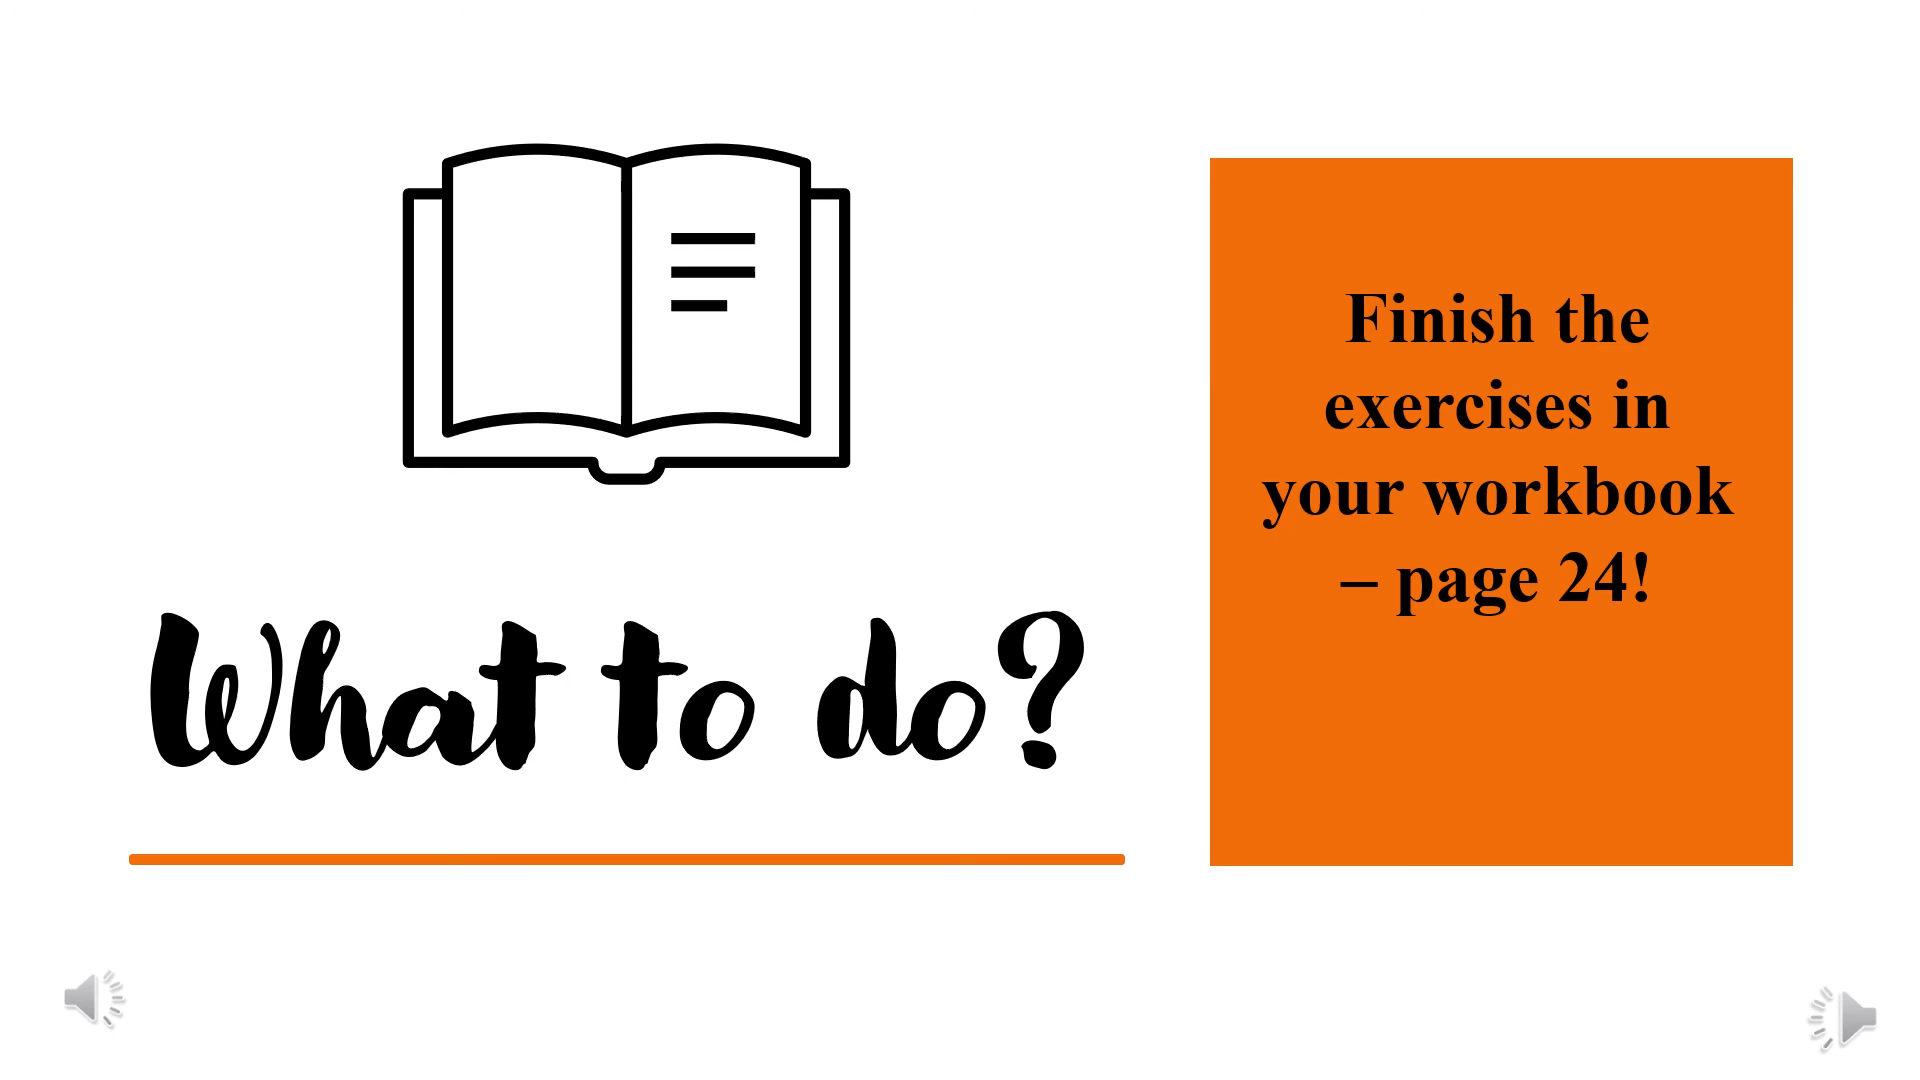 What to do?
Finish the
exercises in
your workbook
– page 24!